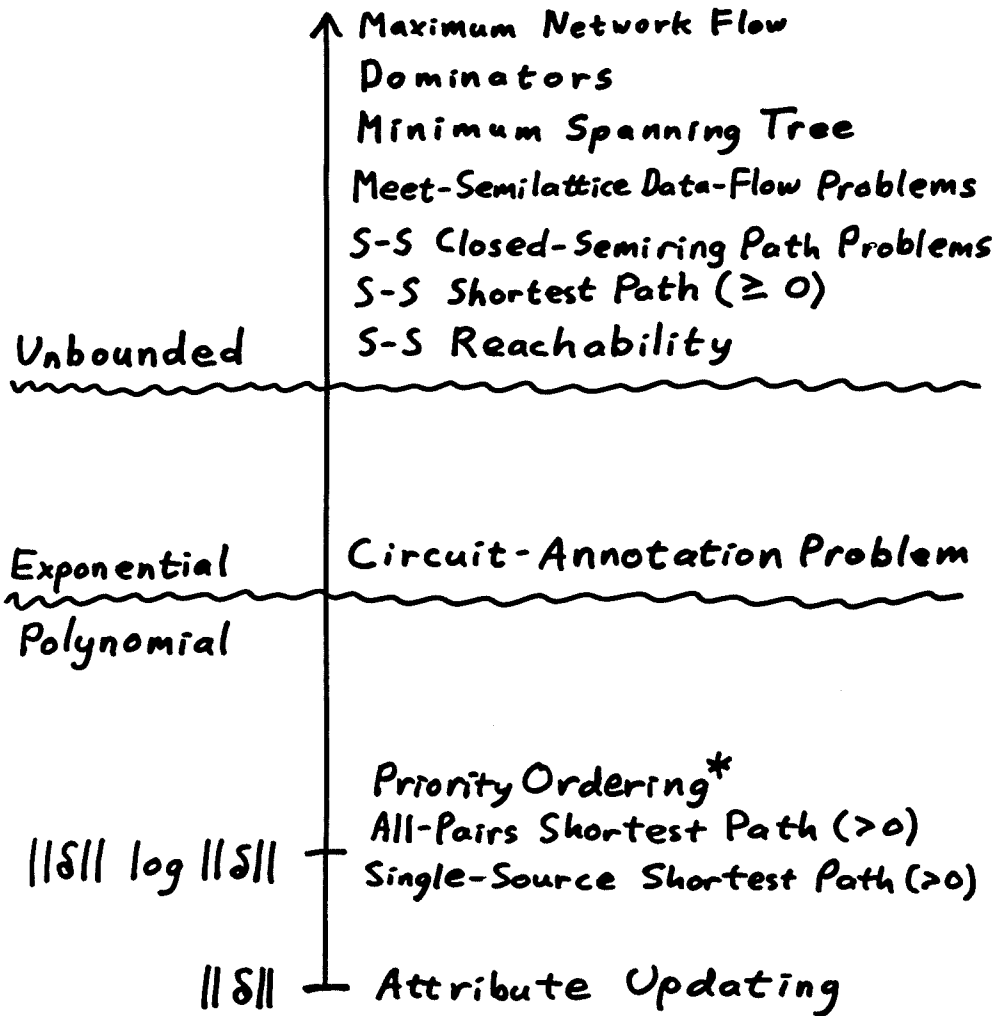 Maximum Network Flow
Dominators
Minimum Spanning Tree
Meet-Semilattice Data-Flow Problems
S-S Closed-Semiring Path Problems
S-S Shortest Path (≥ 0)
Unbounded S-S Reachability
Exponential Circuit-Annotation Problem
Polynomial
Priority Ordering*
All-Pairs Shortest Path (>0)
||δ|| log ||δ||
Single-Source Shortest Path (>0)
||δ|| Attribute Updating